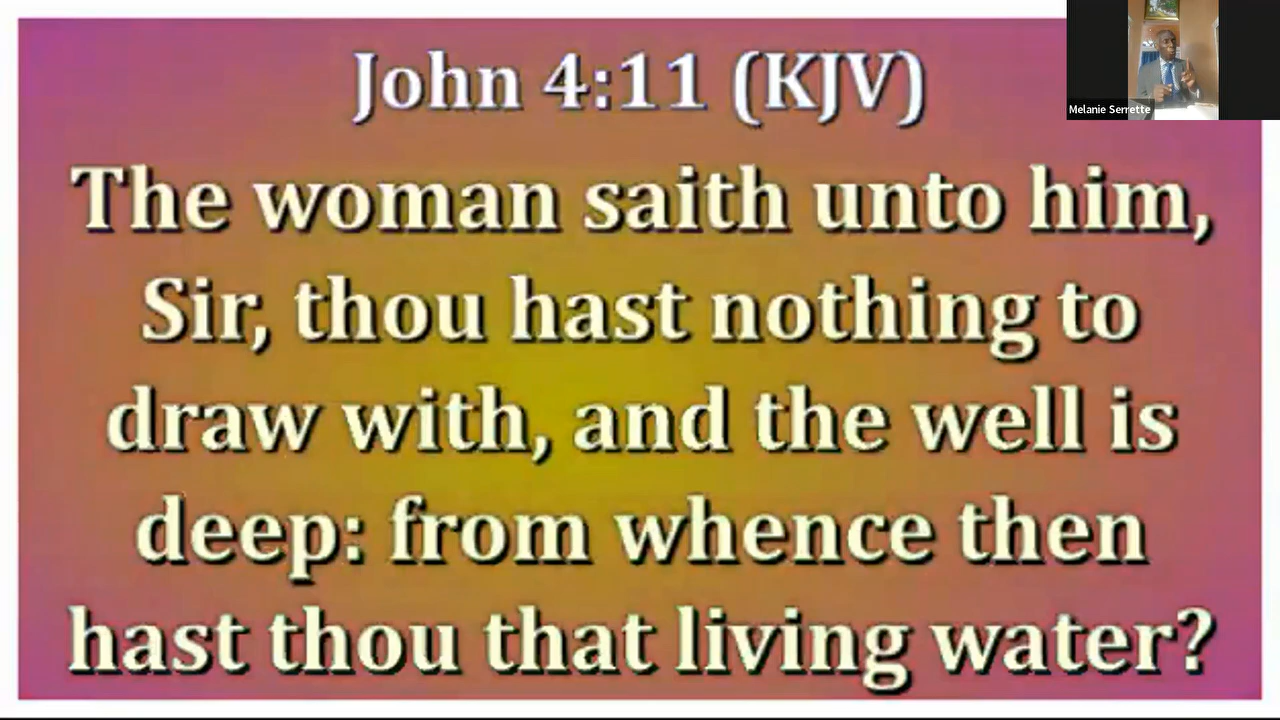 John 4:11 (KJV)
Melanie Serrette
The woman saith unto him,
Sir, thou hast nothing to
draw with, and the well is
deep: from whence then
hast thou that living water?